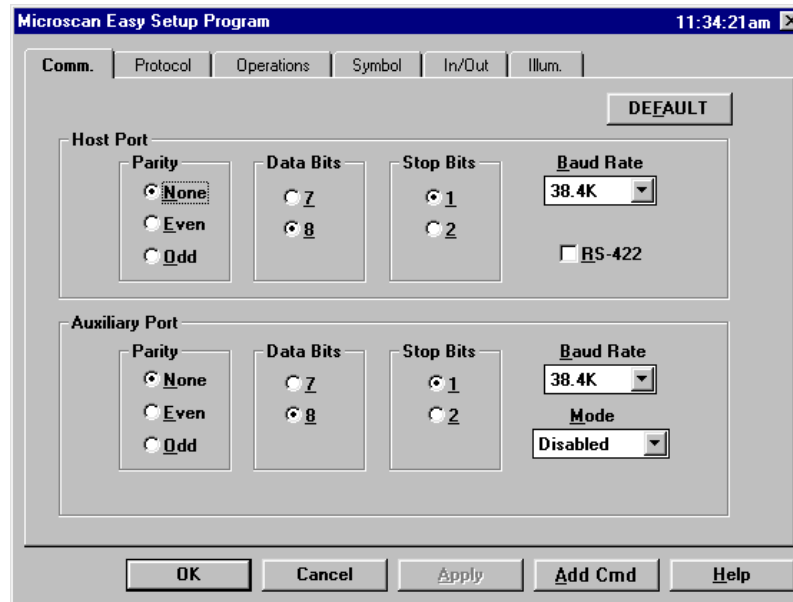 Microscan Easy Setup Program 11:34:21am
Comm. Protocol Operations Symbol In/Out Illum.
DEFAULT
Host Port
Parity Data Bits Stop Bits Baud Rate
None 7 1 38.4K
Even 8 2
Odd RS-422
Auxiliary Port
Parity Data Bits Stop Bits Baud Rate
None 7 1 38.4K
Even 8 2 Mode
Odd Disabled
OK Cancel Apply Add Cmd Help